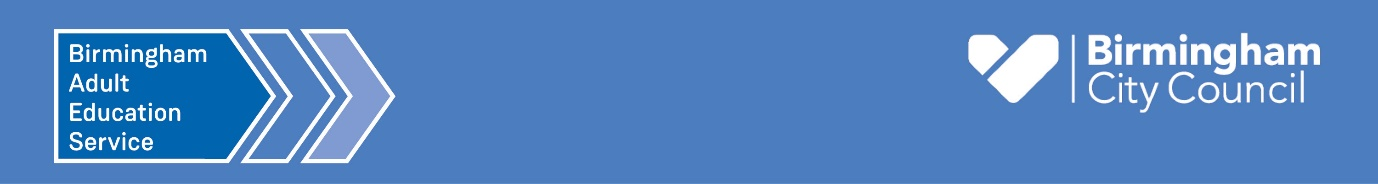 Birmingham
Adult
Education
Service
Birmingham
City Council